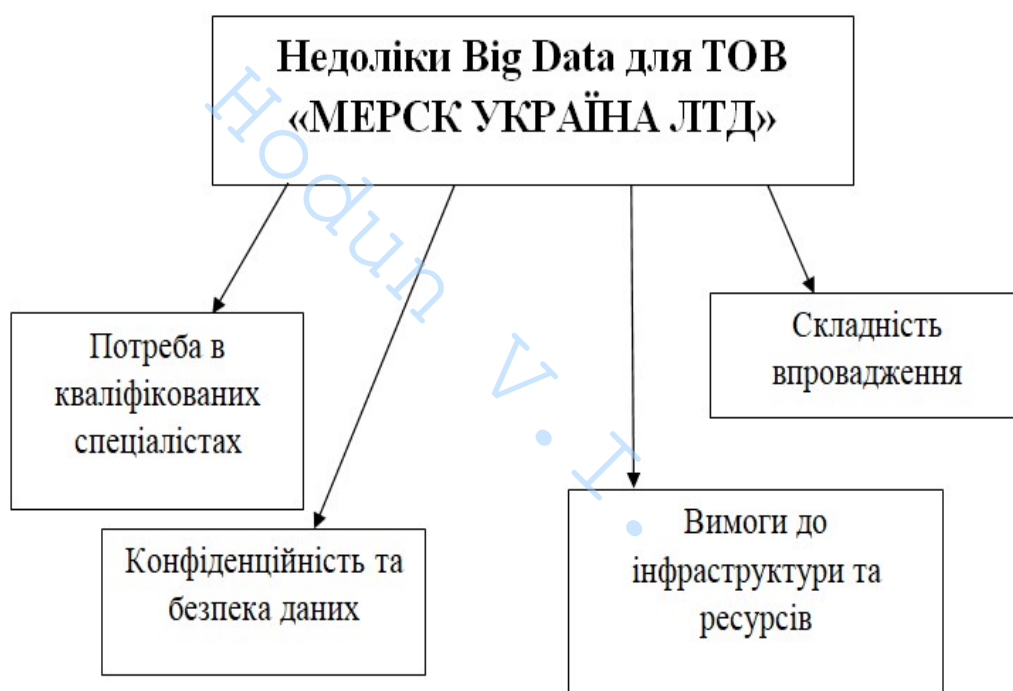 Недоліки Big Data для ТОВ
«МЕРСК УКРАЇНА ЛТД»
Потреба в
кваліфікованих
спеціалістах
Складність
впровадження
Конфіденційність та
безпека даних
Вимоги до
інфраструктури та
ресурсів
Hodun V.I.